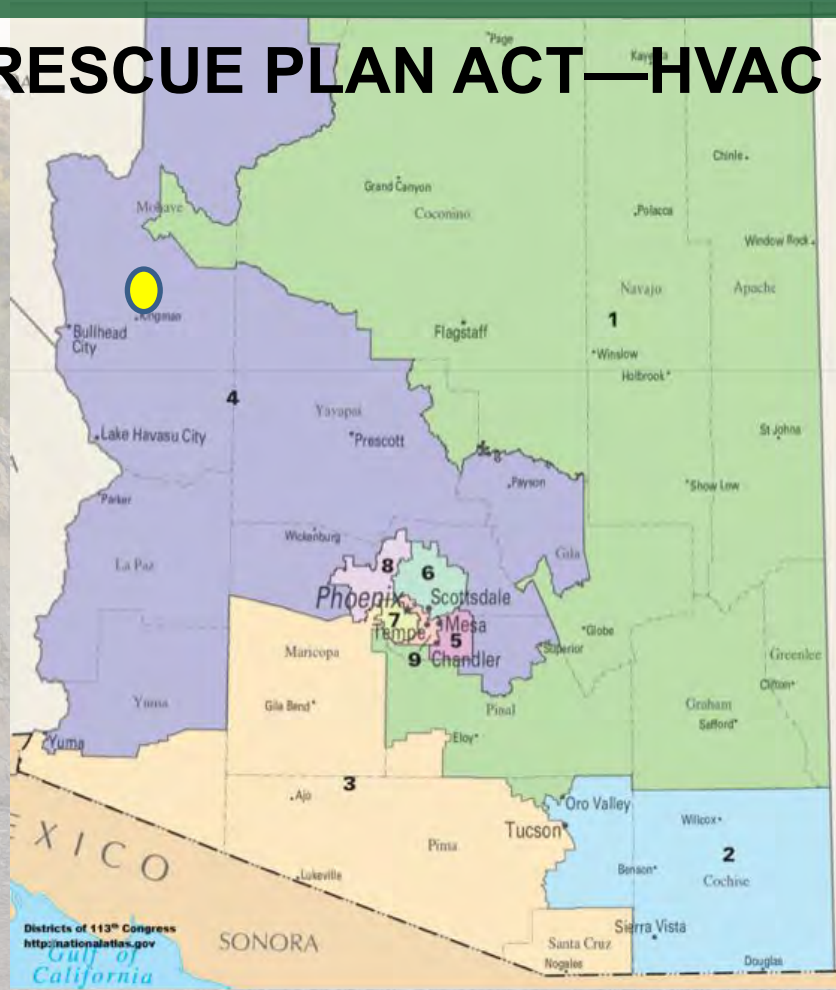 RESCUE PLAN ACT—HVAC
Page
Kayenta
Chinle
Grand Canyon
Mohave
Coconino
Polacca
Window Rock
Navajo
Apache
Kingman
1
Bullhead
City
Flagstaff
Winslow
Holbrook
4
Yavapai
Lake Havasu City
Prescott
St Johns
Payson
Show Low
Parker
Wickenburg
Gila
La Paz
8
6
Phoenix
Scottsdale
7
Mesa
Tempe
5
Globe
Superior
9
Chandler
Maricopa
Greenlee
Clifton
Yuma
Gila Bend
Pinal
Graham
Safford
Yuma
Eloy
3
Ajo
Oro Valley
Tucson
Willcox
Pima
2
Benson
Cochise
EXICO
Lukeville
Sierra Vista
Districts of 113th Congress
http://nationalatlas.gov
SONORA
Santa Cruz
Gulf of
California
Nogales
Douglas